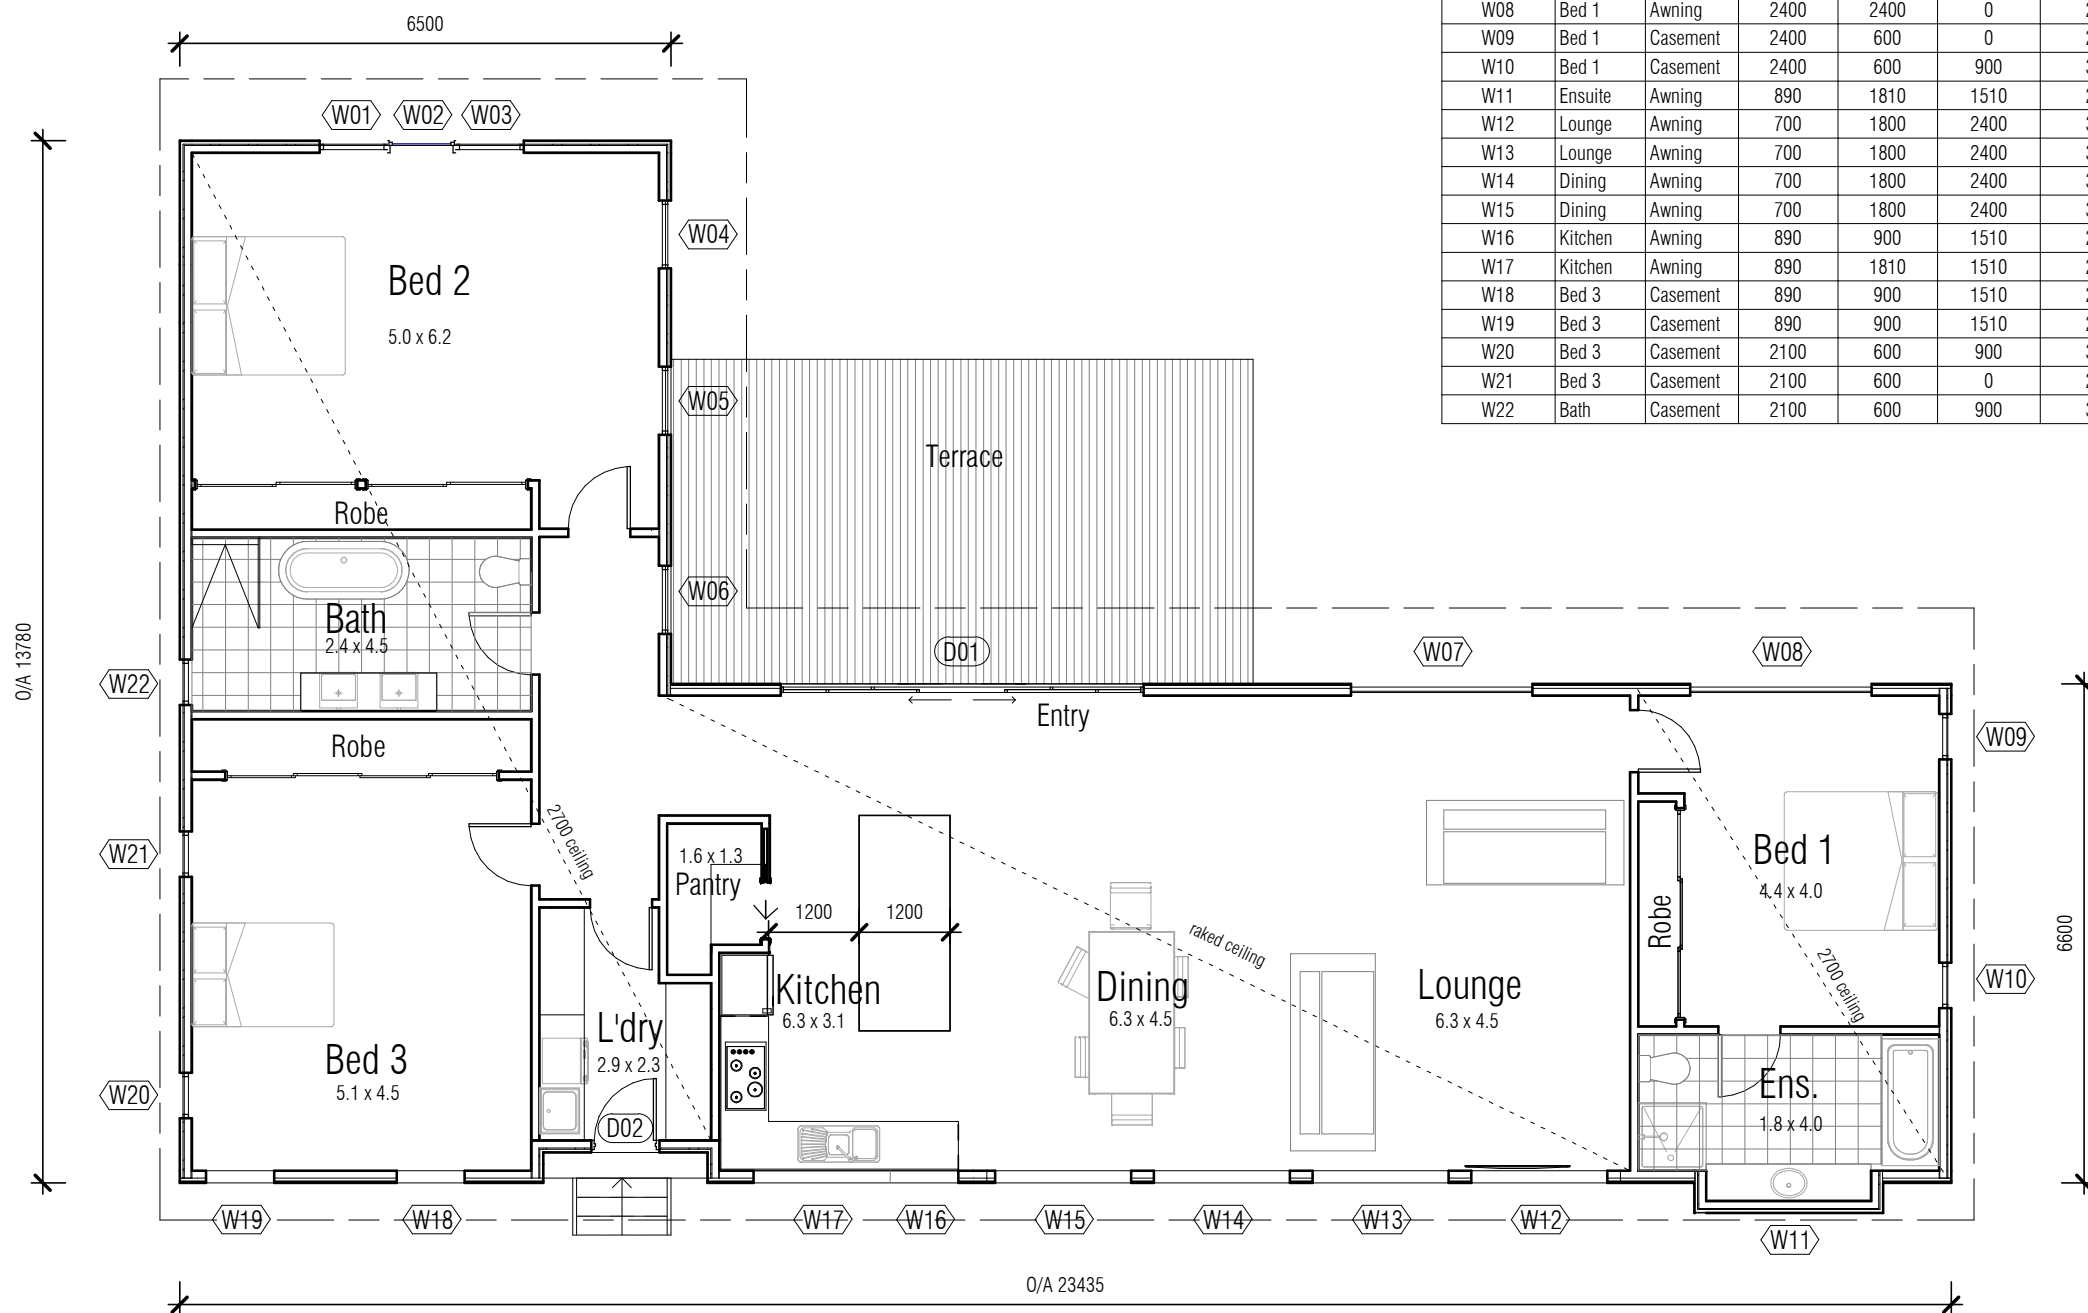 6500
W08 Bed 1 Awning 2400 2400 0
W09 Bed 1 Casement 2400 600 0
W10 Bed 1 Casement 2400 600 900
W11 Ensuite Awning 890 1810 1510
W12 Lounge Awning 700 1800 2400
W13 Lounge Awning 700 1800 2400
W14 Dining Awning 700 1800 2400
W15 Dining Awning 700 1800 2400
W16 Kitchen Awning 890 900 1510
W17 Kitchen Awning 890 1810 1510
W18 Bed 3 Casement 890 900 1510
W19 Bed 3 Casement 890 900 1510
W20 Bed 3 Casement 2100 600 900
W21 Bed 3 Casement 2100 600 0
W22 Bath Casement 2100 600 900
W01 W02 W03
W04
Bed 2
5.0 x 6.2
W05
Terrace
Robe
W06
Bath
2.4 x 4.5
O/A 13780
D01
W07
W08
W22
Entry
Robe
W09
2700 ceiling
W21
1.6 x 1.3
Pantry
Bed 1
4.4 x 4.0
1200
1200
Robe
raked ceiling
6600
2700 ceiling
W10
Kitchen
6.3 x 3.1
Dining
6.3 x 4.5
Lounge
6.3 x 4.5
L'dry
2.9 x 2.3
Bed 3
5.1 x 4.5
W20
Ens.
1.8 x 4.0
D02
W19
W18
W17
W16
W15
W14
W13
W12
W11
O/A 23435